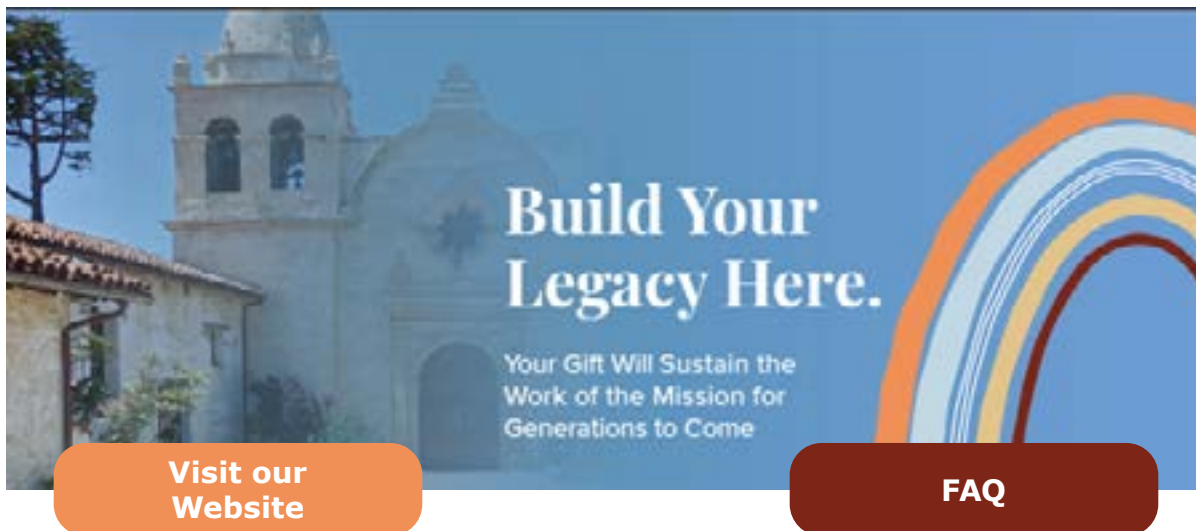 Build Your
Legacy Here.
Your Gift Will Sustain the
Work of the Mission for
Generations to Come
Visit our
Website
FAQ